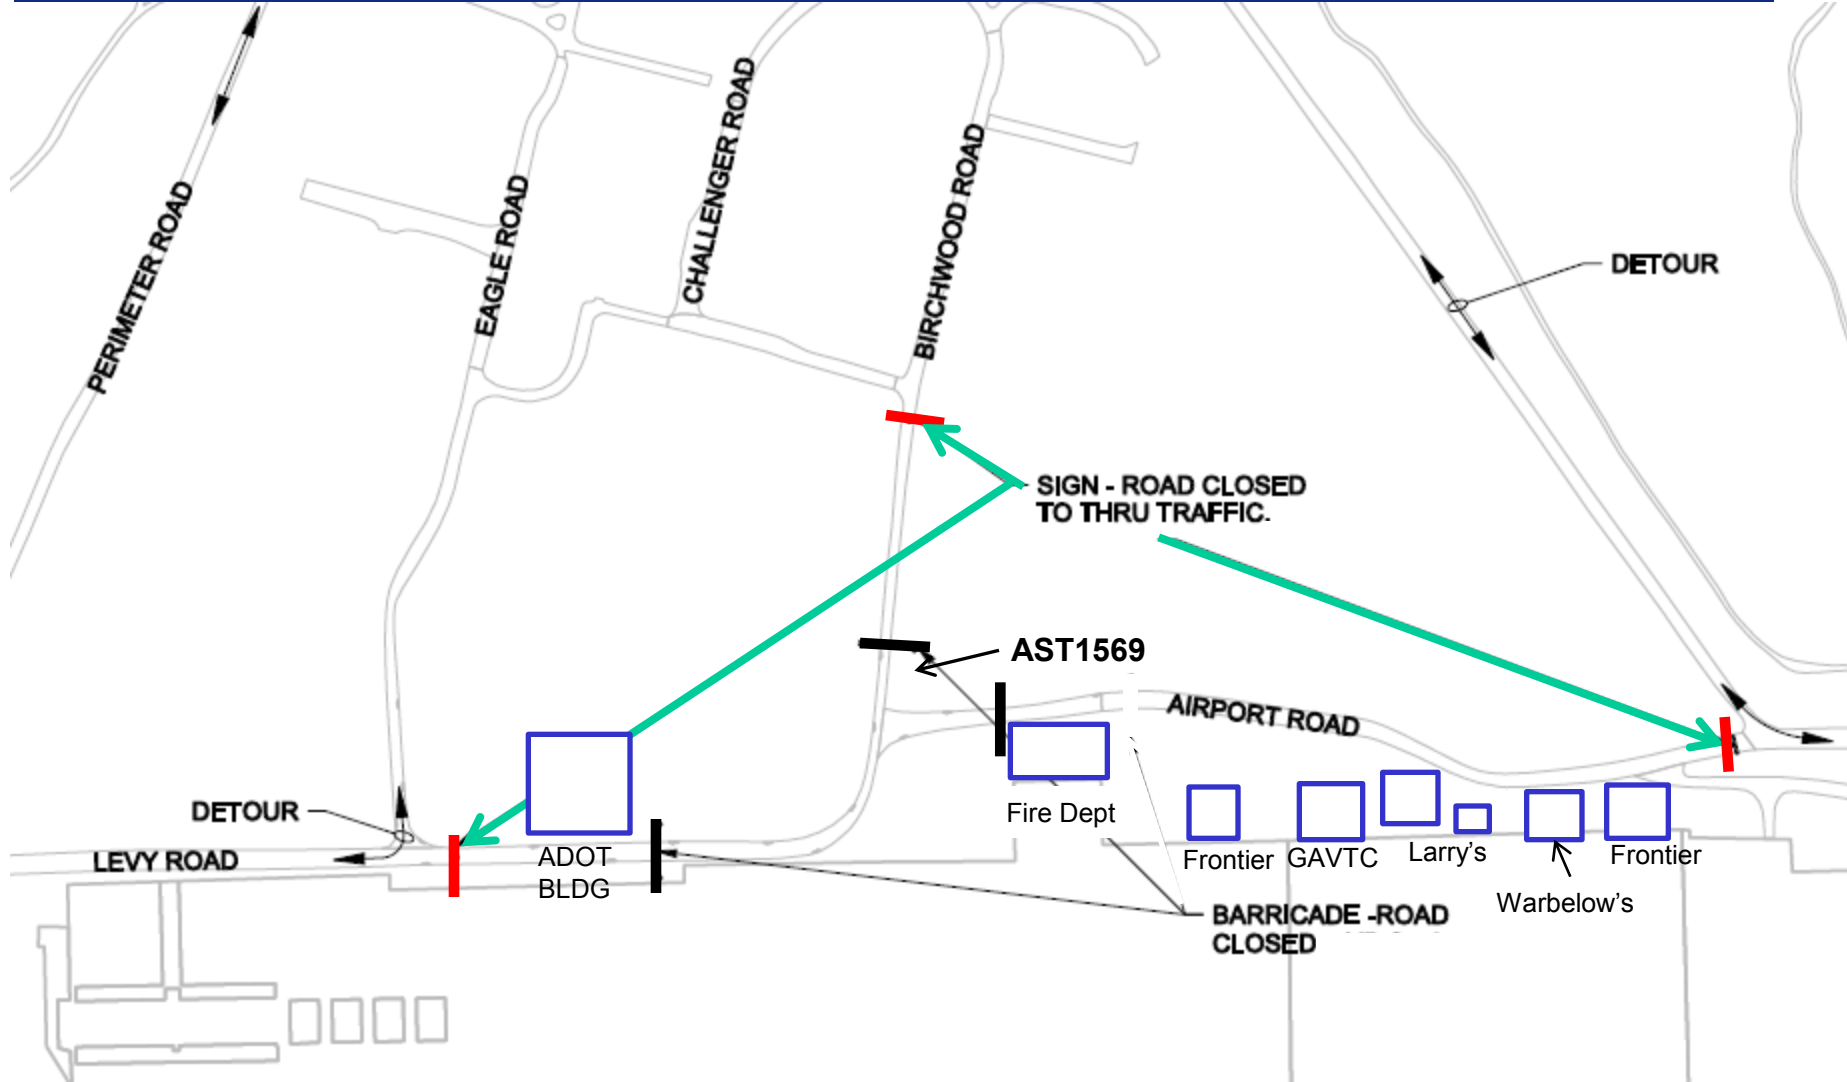 PERIMETER ROAD
EAGLE ROAD
CHALLENGER ROAD
BIRCHWOOD ROAD
DETOUR
SIGN - ROAD CLOSED
TO THRU TRAFFIC.
AST1569
AIRPORT ROAD
DETOUR
LEVY ROAD
ADOT
BLDG
Fire Dept
Frontier
GAVTC
Larry's
Warbelow's
Frontier
BARRICADE -ROAD
CLOSED